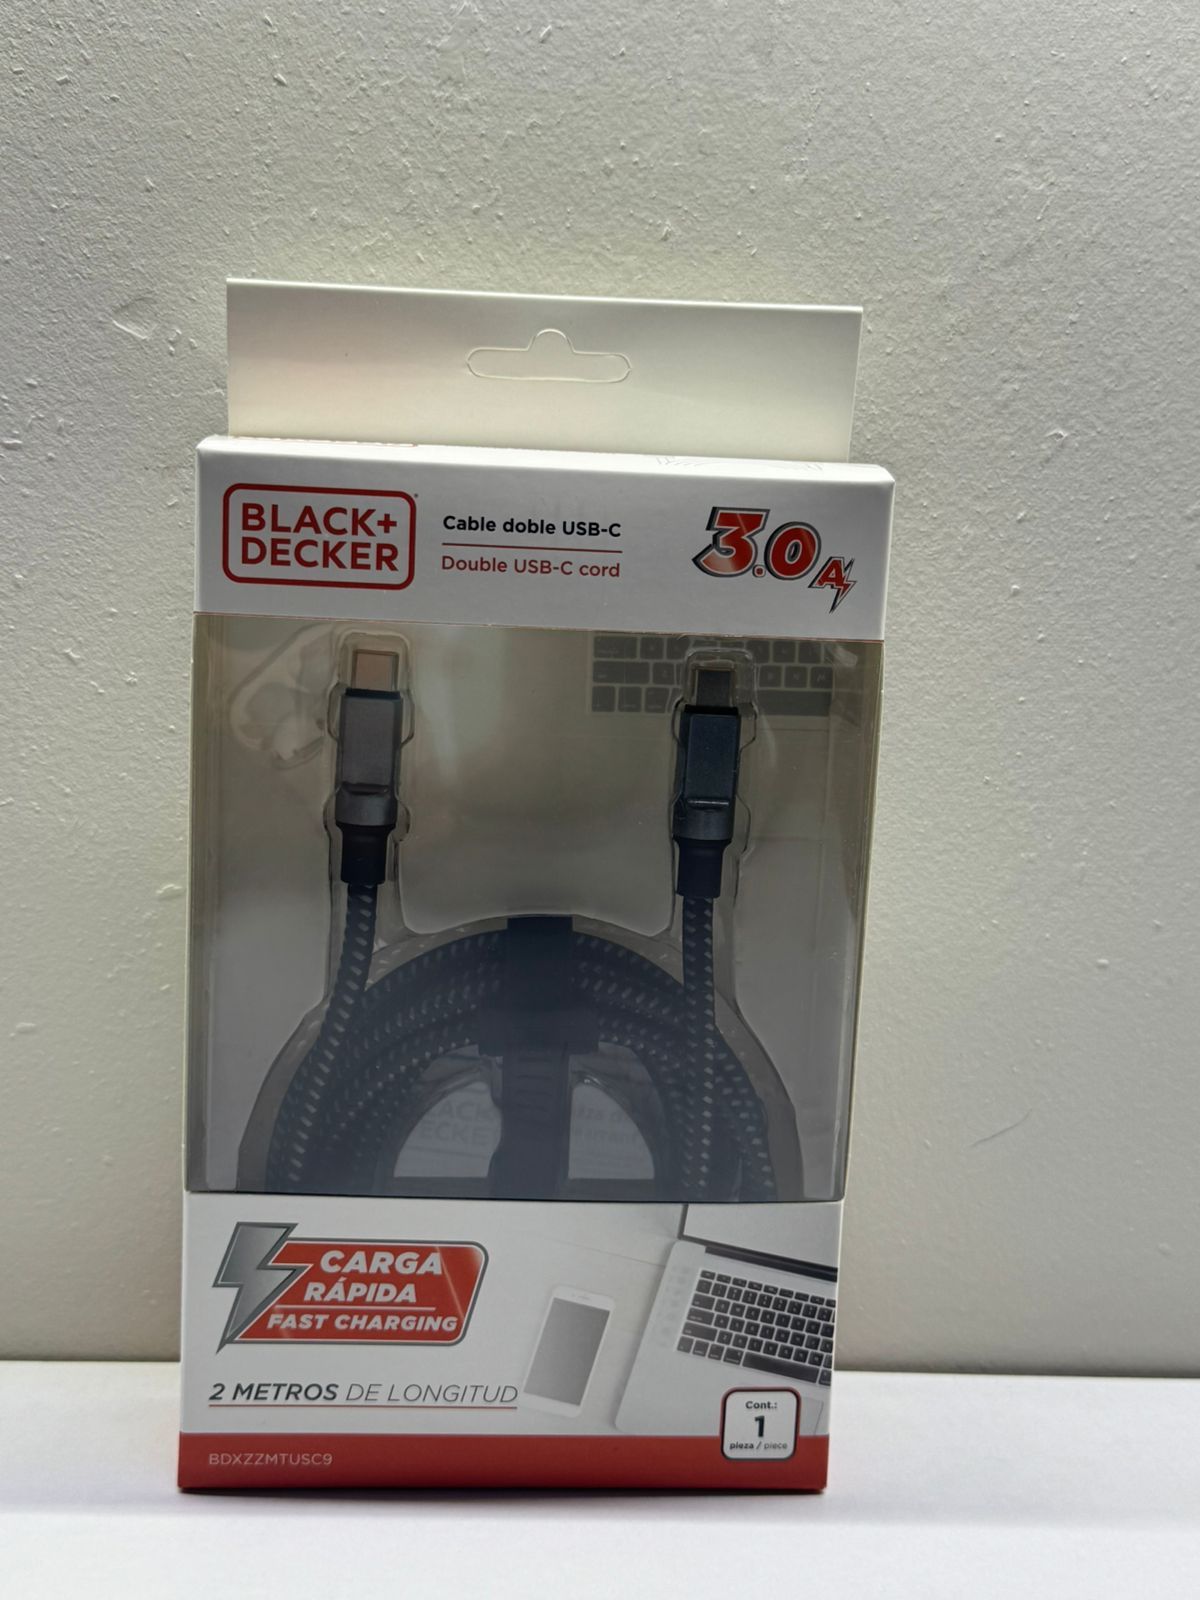 BLACK+
DECKER
Cable doble USB-C
Double USB-C cord
3.0 A
CARGA
RÁPIDA
FAST CHARGING
2 METROS DE LONGITUD
Cont.:
1
pieza / piece
BDXZZMTUSC9